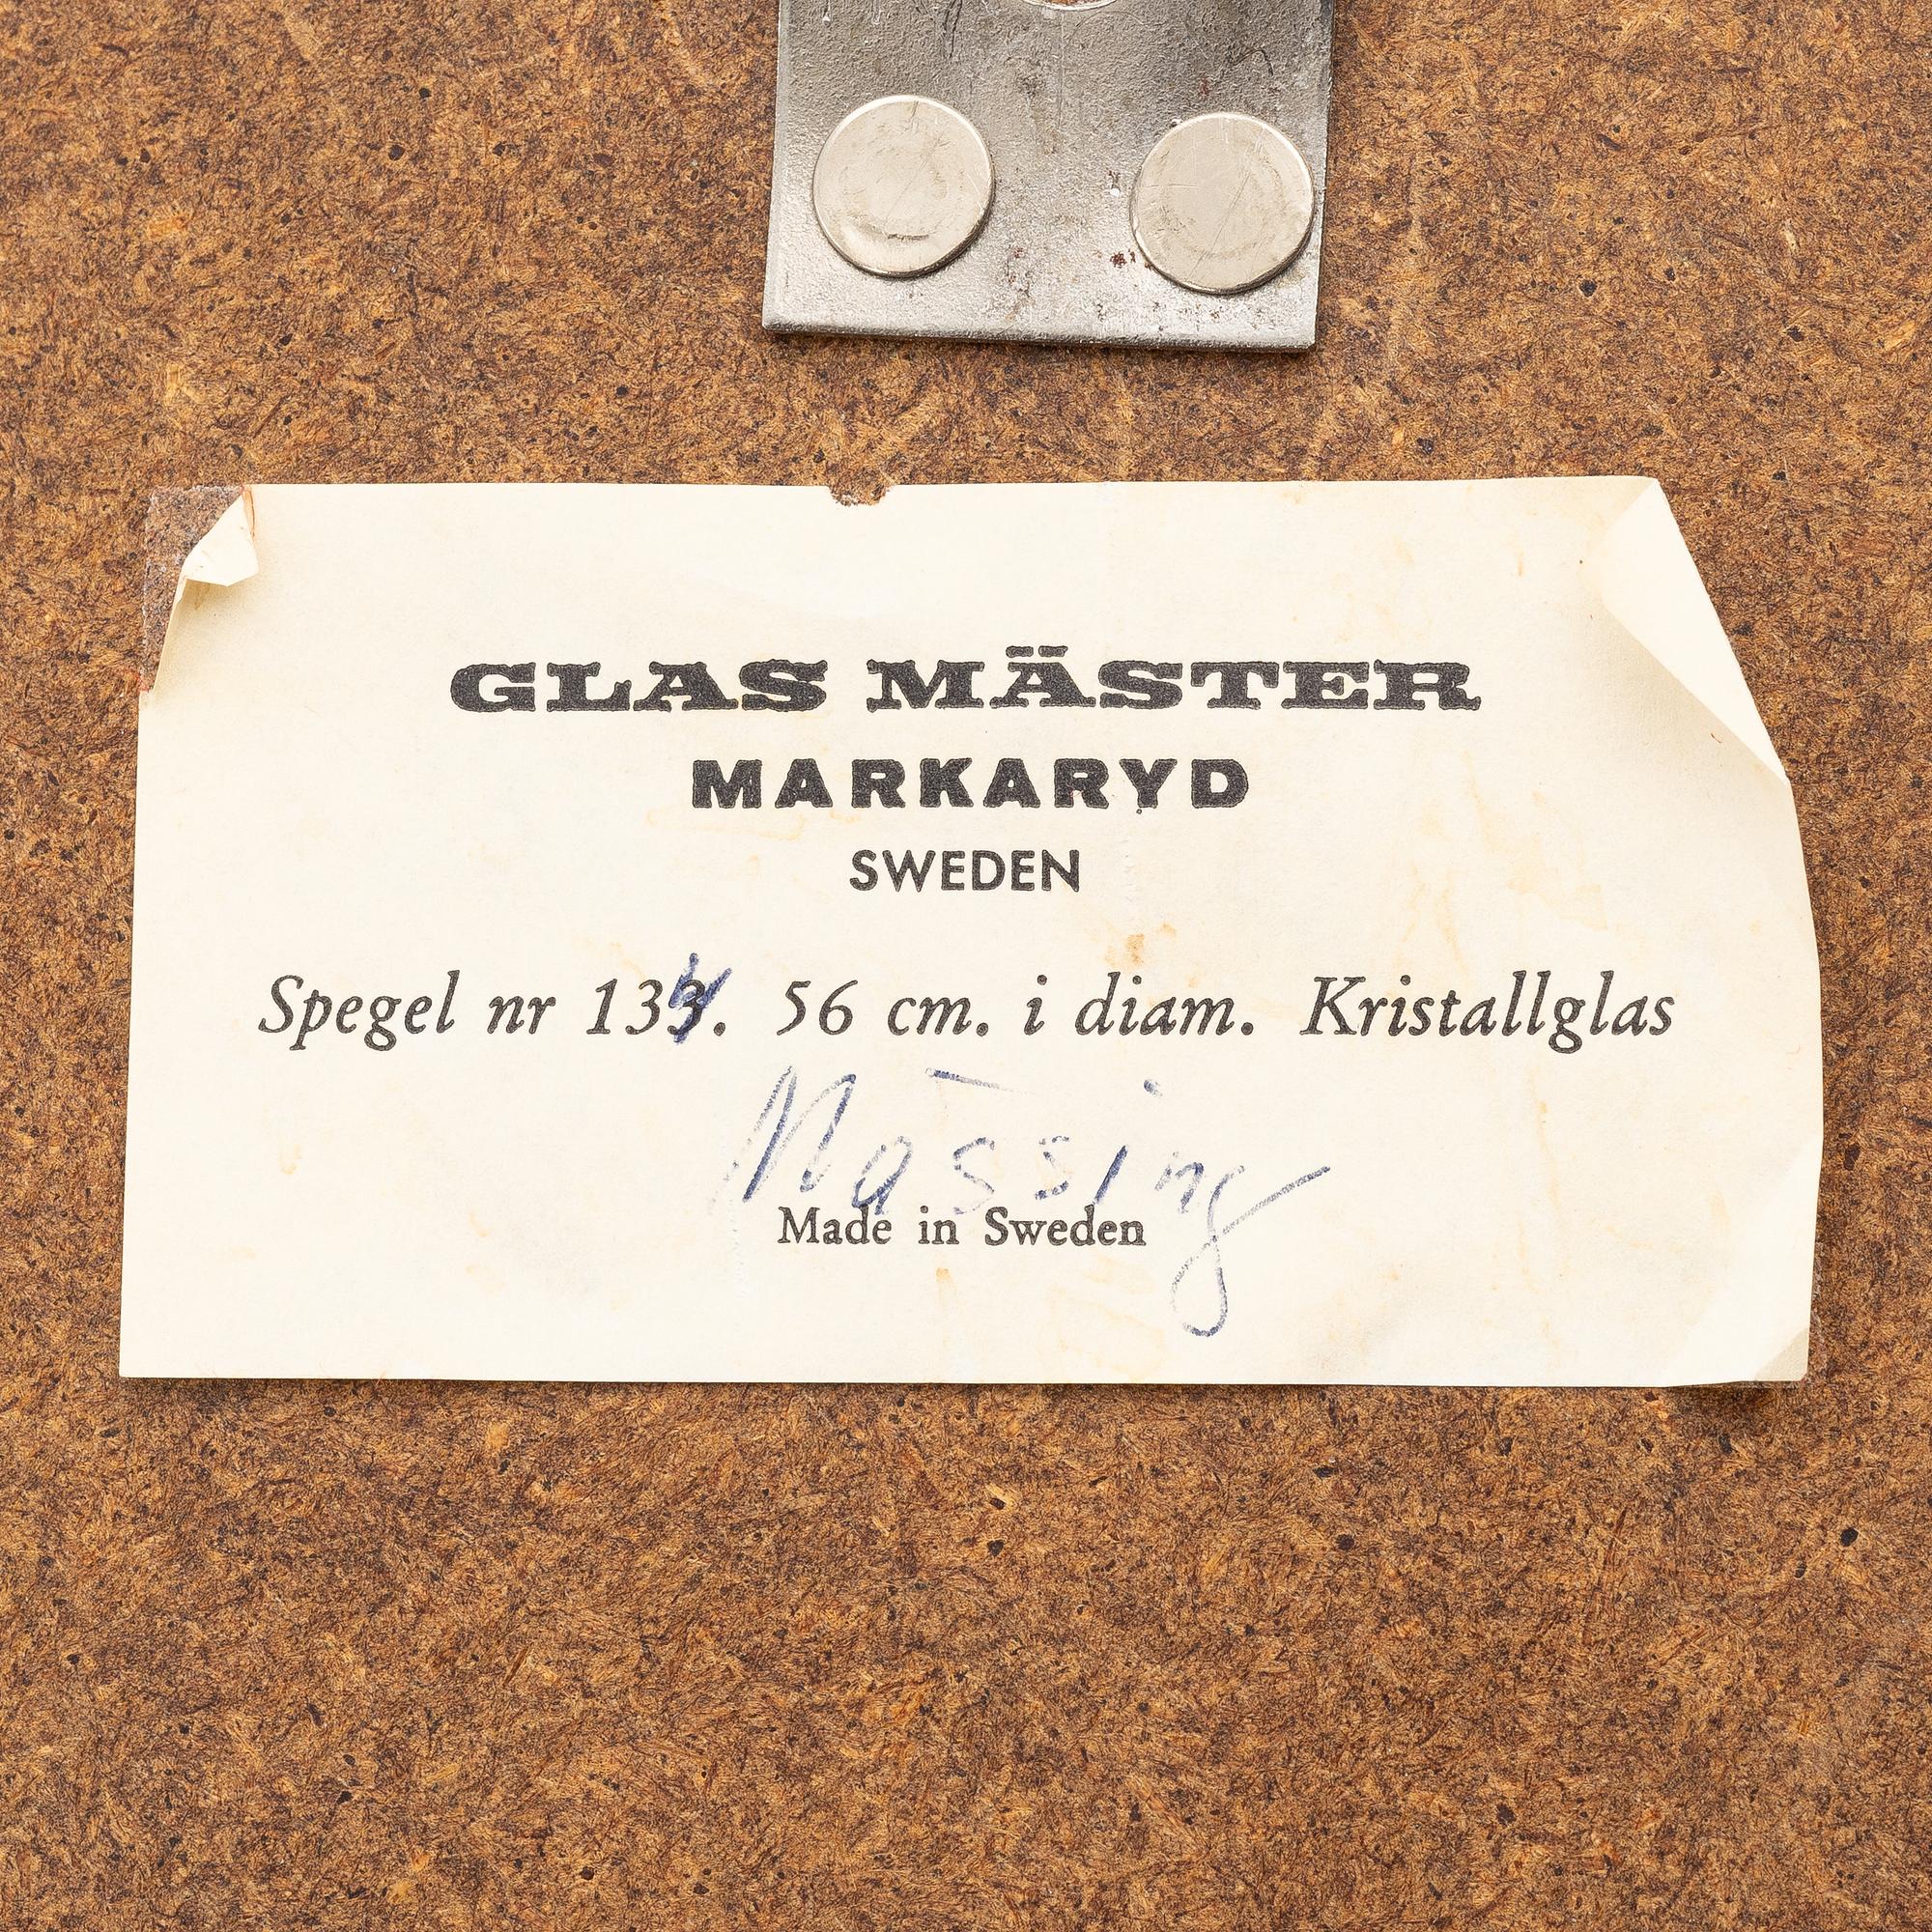 GLAS MÄSTER
MARKARYD
SWEDEN
Spegel nr 134. 56 cm. i diam. Kristallglas
Mässing
Made in Sweden